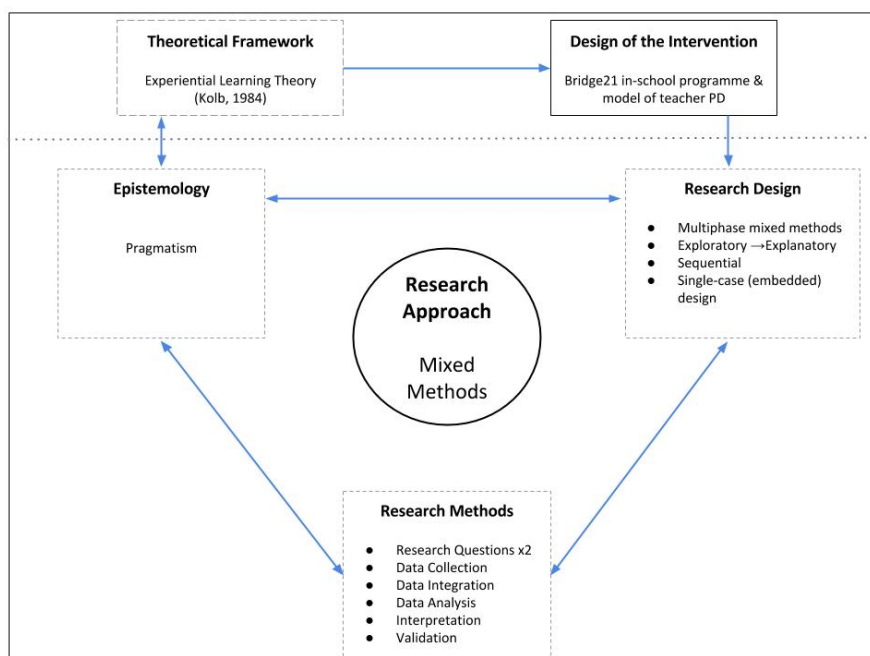 Theoretical Framework
Experiential Learning Theory
(Kolb, 1984)
Design of the Intervention
Bridge21 in-school programme &
model of teacher PD
Epistemology
Pragmatism
Research Design
● Multiphase mixed methods
● Exploratory →Explanatory
● Sequential
● Single-case (embedded)
design
Research
Approach
Mixed
Methods
Research Methods
● Research Questions x2
● Data Collection
● Data Integration
● Data Analysis
● Interpretation
● Validation